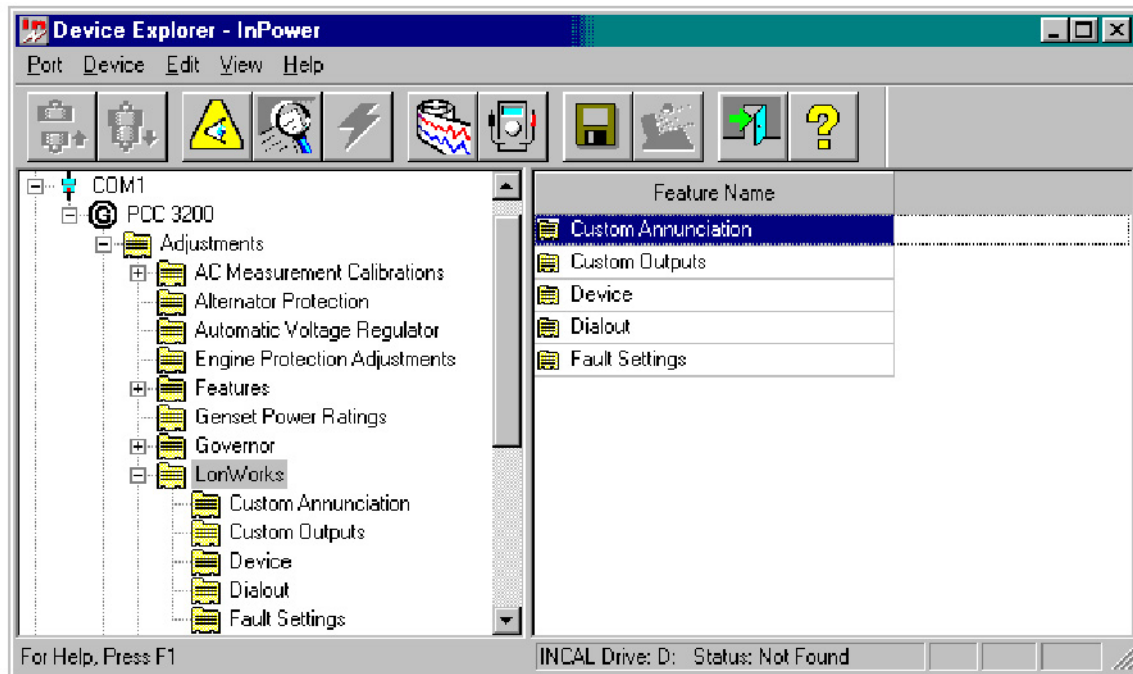 Device Explorer - InPower
Port Device Edit View Help
COM1
PCC 3200
Adjustments
AC Measurement Calibrations
Alternator Protection
Automatic Voltage Regulator
Engine Protection Adjustments
Features
Genset Power Ratings
Governor
LonWorks
Custom Annunciation
Custom Outputs
Device
Dialout
Fault Settings
Feature Name
Custom Annunciation
Custom Outputs
Device
Dialout
Fault Settings
For Help, Press F1
INCAL Drive: D: Status: Not Found